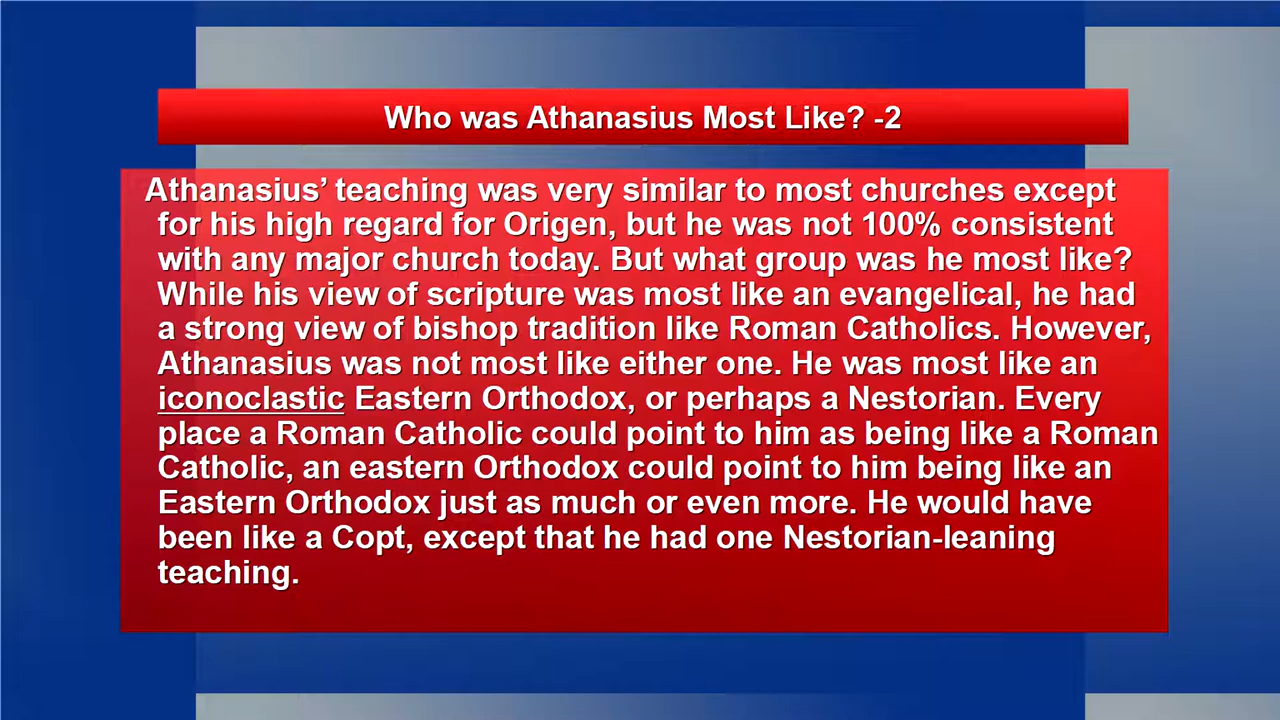 Who was Athanasius Most Like? -2
Athanasius’ teaching was very similar to most churches except
for his high regard for Origen, but he was not 100% consistent
with any major church today. But what group was he most like?
While his view of scripture was most like an evangelical, he had
a strong view of bishop tradition like Roman Catholics. However,
Athanasius was not most like either one. He was most like an
iconoclastic Eastern Orthodox, or perhaps a Nestorian. Every
place a Roman Catholic could point to him as being like a Roman
Catholic, an eastern Orthodox could point to him being like an
Eastern Orthodox just as much or even more. He would have
been like a Copt, except that he had one Nestorian-leaning
teaching.